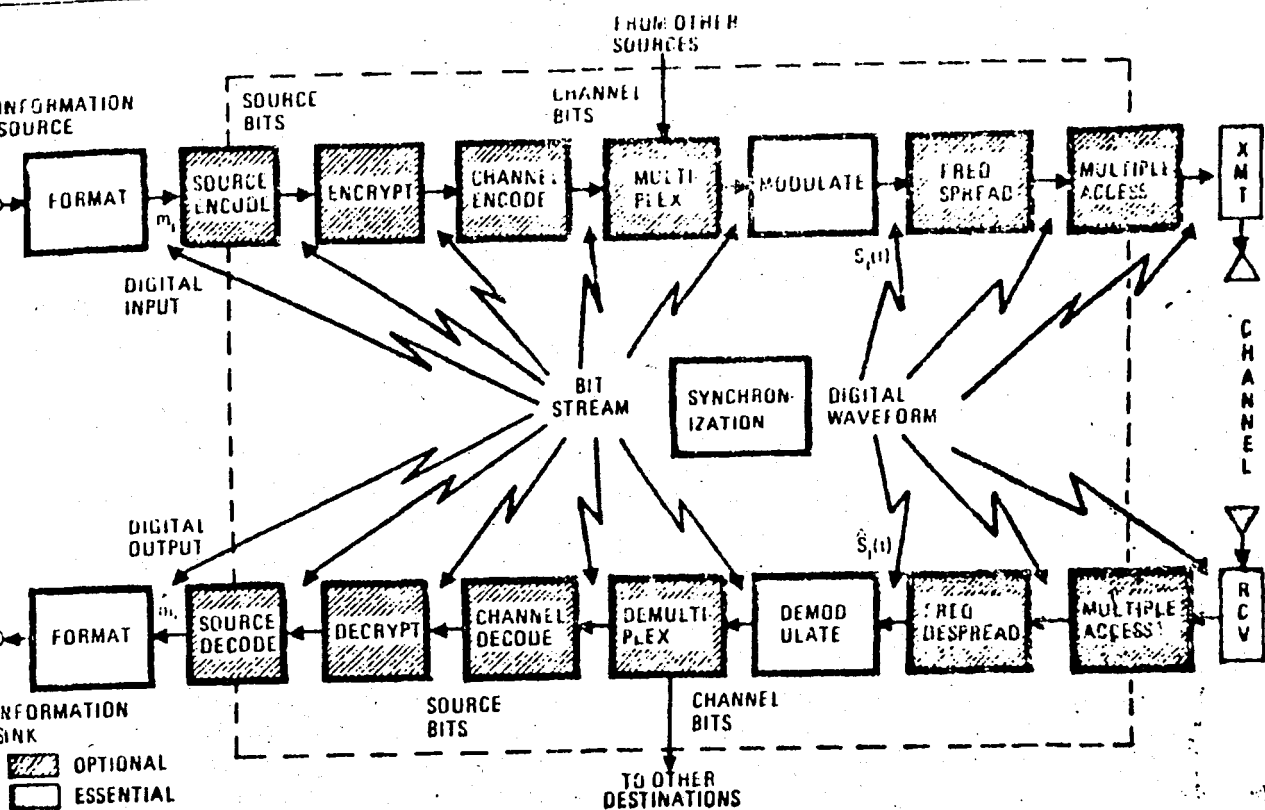 FROM OTHER
SOURCES
INFORMATION
SOURCE
SOURCE
BITS
CHANNEL
BITS
FORMAT
SOURCE
ENCODE
ENCRYPT
CHANNEL
ENCODE
MULTI-
PLEX
MODULATE
FREQ
SPREAD
MULTIPLE
ACCESS
X
M
T
mᵢ
DIGITAL
INPUT
Sᵢ(t)
BIT
STREAM
SYNCHRON-
IZATION
DIGITAL
WAVEFORM
C
H
A
N
N
E
L
DIGITAL
OUTPUT
Ŝᵢ(t)
FORMAT
m̂ᵢ
SOURCE
DECODE
DECRYPT
CHANNEL
DECODE
DEMULTI-
PLEX
DEMOD
ULATE
FREQ
DESPREAD
MULTIPLE
ACCESS
R
C
V
INFORMATION
SINK
SOURCE
BITS
CHANNEL
BITS
OPTIONAL
ESSENTIAL
TO OTHER
DESTINATIONS